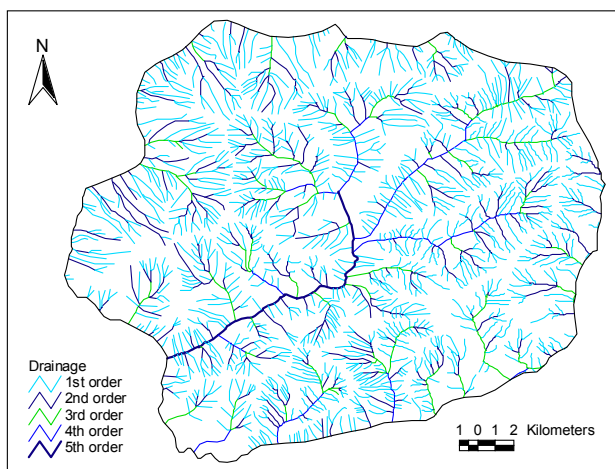 N
Drainage
1st order
2nd order
3rd order
4th order
5th order
1 0 1 2 Kilometers